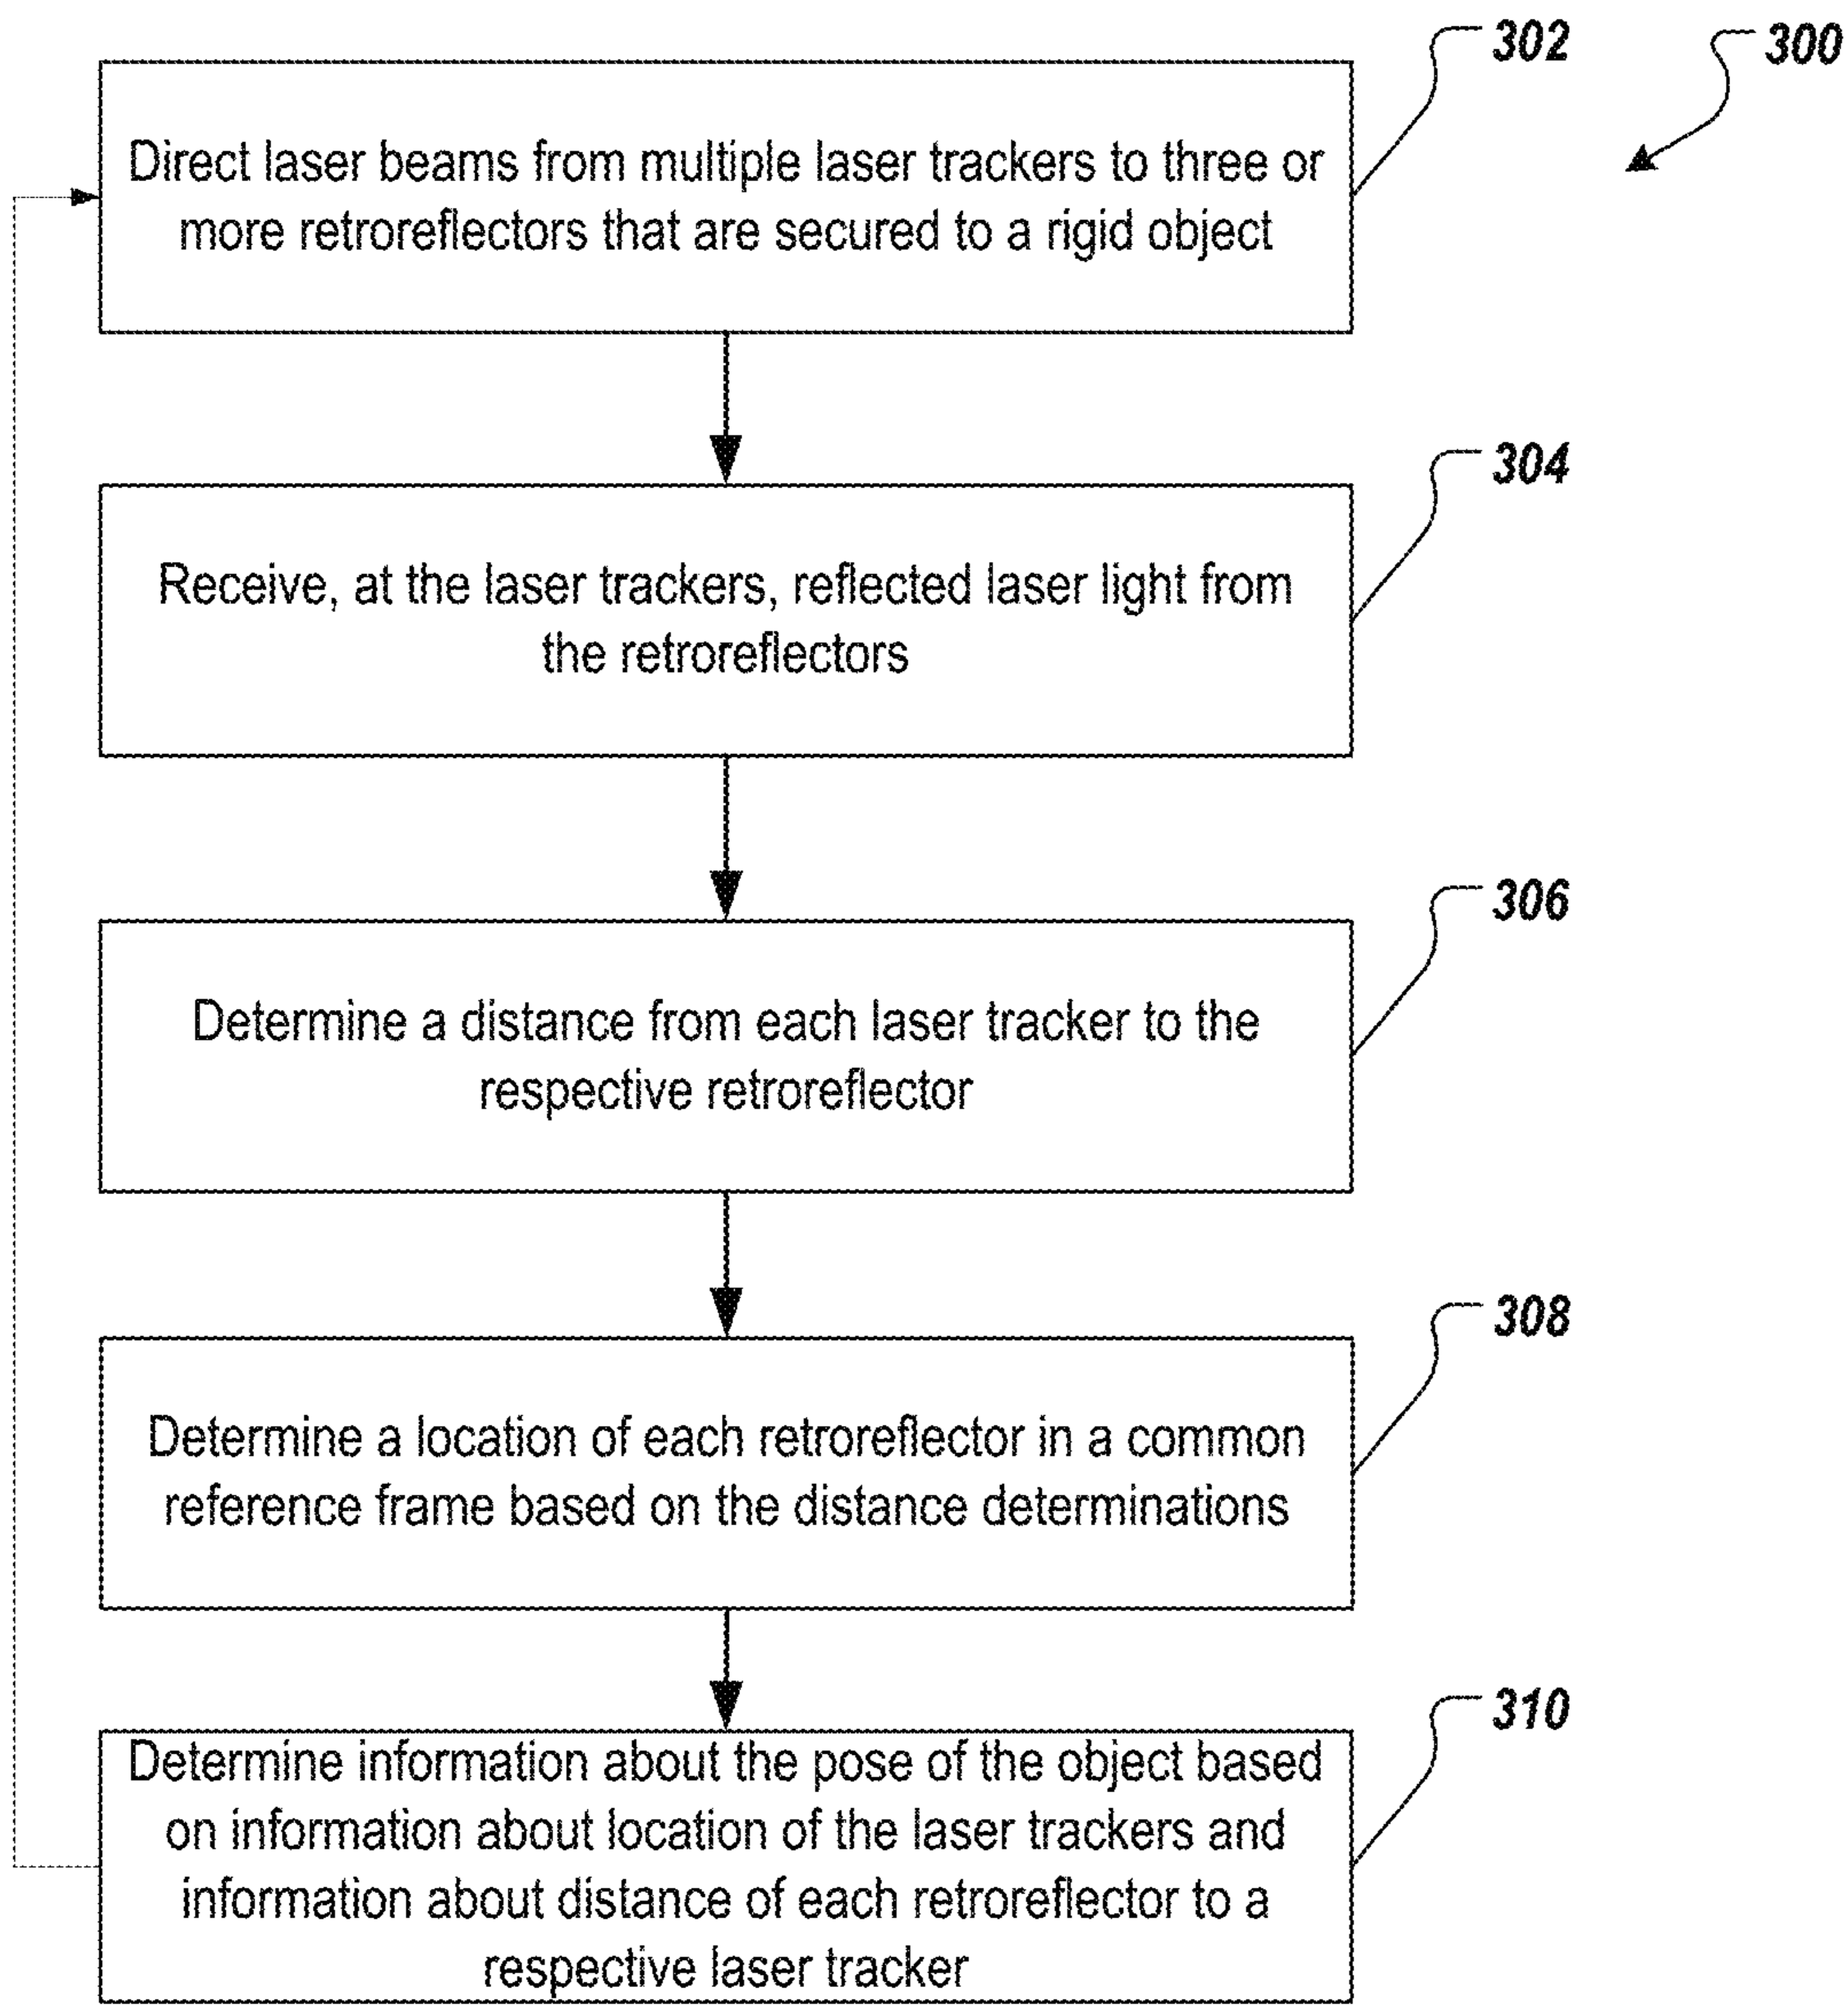 302
300
Direct laser beams from multiple laser trackers to three or
more retroreflectors that are secured to a rigid object
304
Receive, at the laser trackers, reflected laser light from
the retroreflectors
306
Determine a distance from each laser tracker to the
respective retroreflector
308
Determine a location of each retroreflector in a common
reference frame based on the distance determinations
310
Determine information about the pose of the object based
on information about location of the laser trackers and
information about distance of each retroreflector to a
respective laser tracker